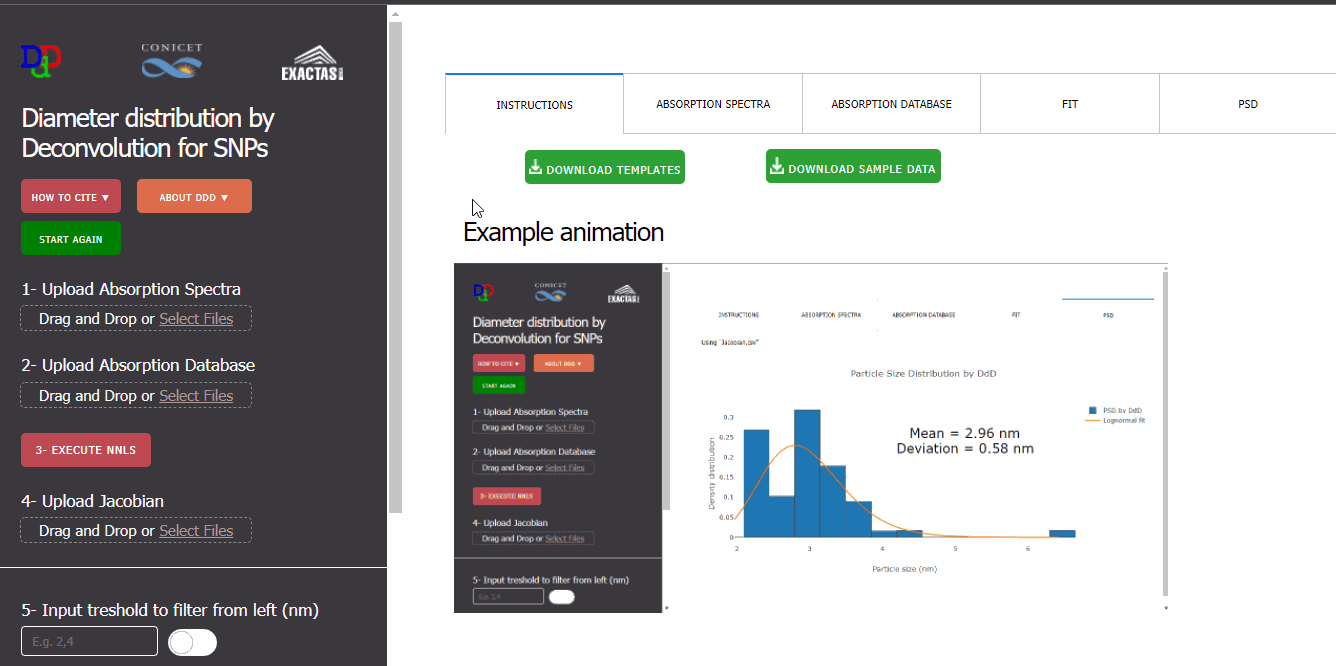 DdD
CONICET
EXACTAS
Diameter distribution by
Deconvolution for SNPs
HOW TO CITE ▼
ABOUT DDD ▼
START AGAIN
1- Upload Absorption Spectra
Drag and Drop or Select Files
2- Upload Absorption Database
Drag and Drop or Select Files
3- EXECUTE NNLS
4- Upload Jacobian
Drag and Drop or Select Files
5- Input treshold to filter from left (nm)
E.g. 2,4
INSTRUCTIONS
ABSORPTION SPECTRA
ABSORPTION DATABASE
FIT
PSD
DOWNLOAD TEMPLATES
DOWNLOAD SAMPLE DATA
Example animation
DdD
CONICET
EXACTAS
Diameter distribution by
Deconvolution for SNPs
HOW TO CITE ▼
ABOUT DDD ▼
START AGAIN
1- Upload Absorption Spectra
Drag and Drop or Select Files
2- Upload Absorption Database
Drag and Drop or Select Files
3- EXECUTE NNLS
4- Upload Jacobian
Drag and Drop or Select Files
5- Input treshold to filter from left (nm)
E.g. 2,4
INSTRUCTIONS
ABSORPTION SPECTRA
ABSORPTION DATABASE
FIT
PSD
Using "Jacobian.csv"
Particle Size Distribution by DdD
PSD by DdD
Lognormal fit
Mean = 2.96 nm
Deviation = 0.58 nm
Density distribution
0.3
0.25
0.2
0.15
0.1
0.05
0
2
3
4
5
6
Particle size (nm)